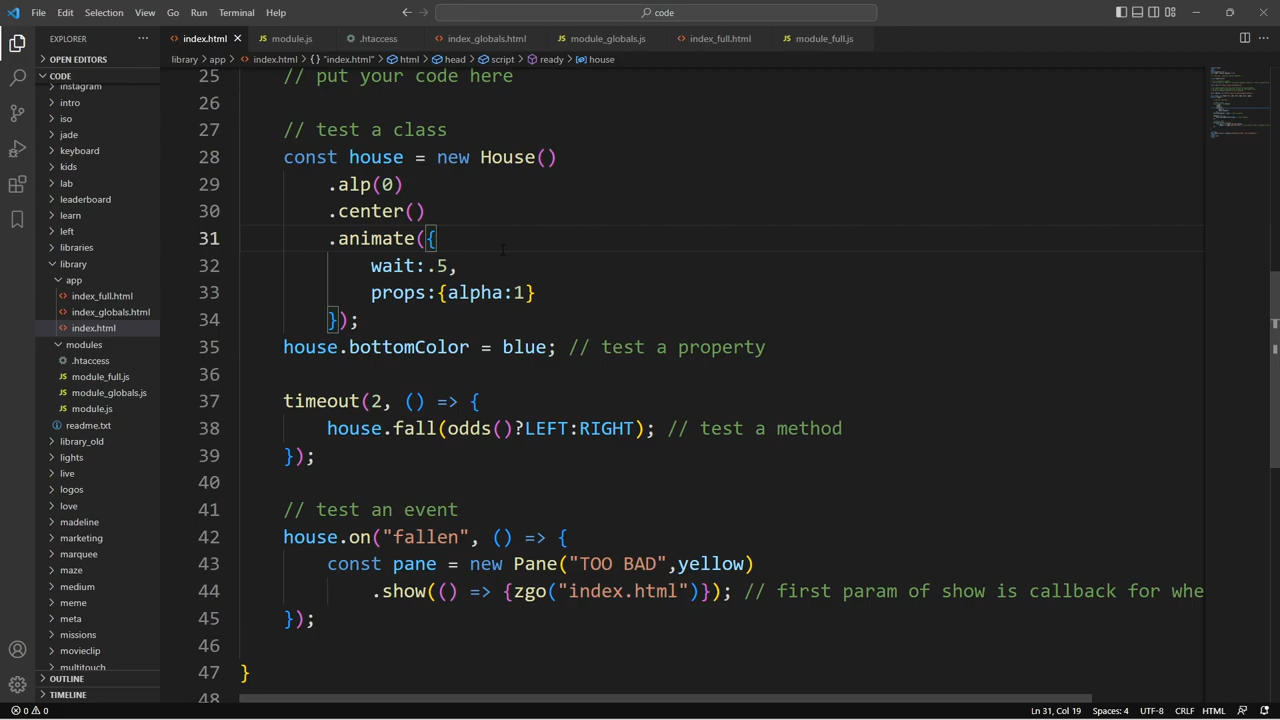 File Edit Selection View Go Run Terminal Help
code
EXPLORER
OPEN EDITORS
CODE
instagram
intro
iso
jade
keyboard
kids
lab
leaderboard
learn
left
libraries
library
app
index_full.html
index_globals.html
index.html
modules
.htaccess
module_full.js
module_globals.js
module.js
readme.txt
library_old
lights
live
logos
love
madeline
marketing
marquee
maze
medium
meme
meta
missions
movieclip
multitouch
OUTLINE
TIMELINE
index.html module.js .htaccess index_globals.html module_globals.js index_full.html module_full.js
library > app > index.html > {} "index.html" > html > head > script > ready > house
25 // put your code here
26
27 // test a class
28 const house = new House()
29 .alp(0)
30 .center()
31 .animate({
32 wait:.5,
33 props:{alpha:1}
34 });
35 house.bottomColor = blue; // test a property
36
37 timeout(2, () => {
38 house.fall(odds()?LEFT:RIGHT); // test a method
39 });
40
41 // test an event
42 house.on("fallen", () => {
43 const pane = new Pane("TOO BAD",yellow)
44 .show(() => {zgo("index.html")}); // first param of show is callback for whe
45 });
46
47 }
48
0 0 Ln 31, Col 19 Spaces: 4 UTF-8 CRLF HTML